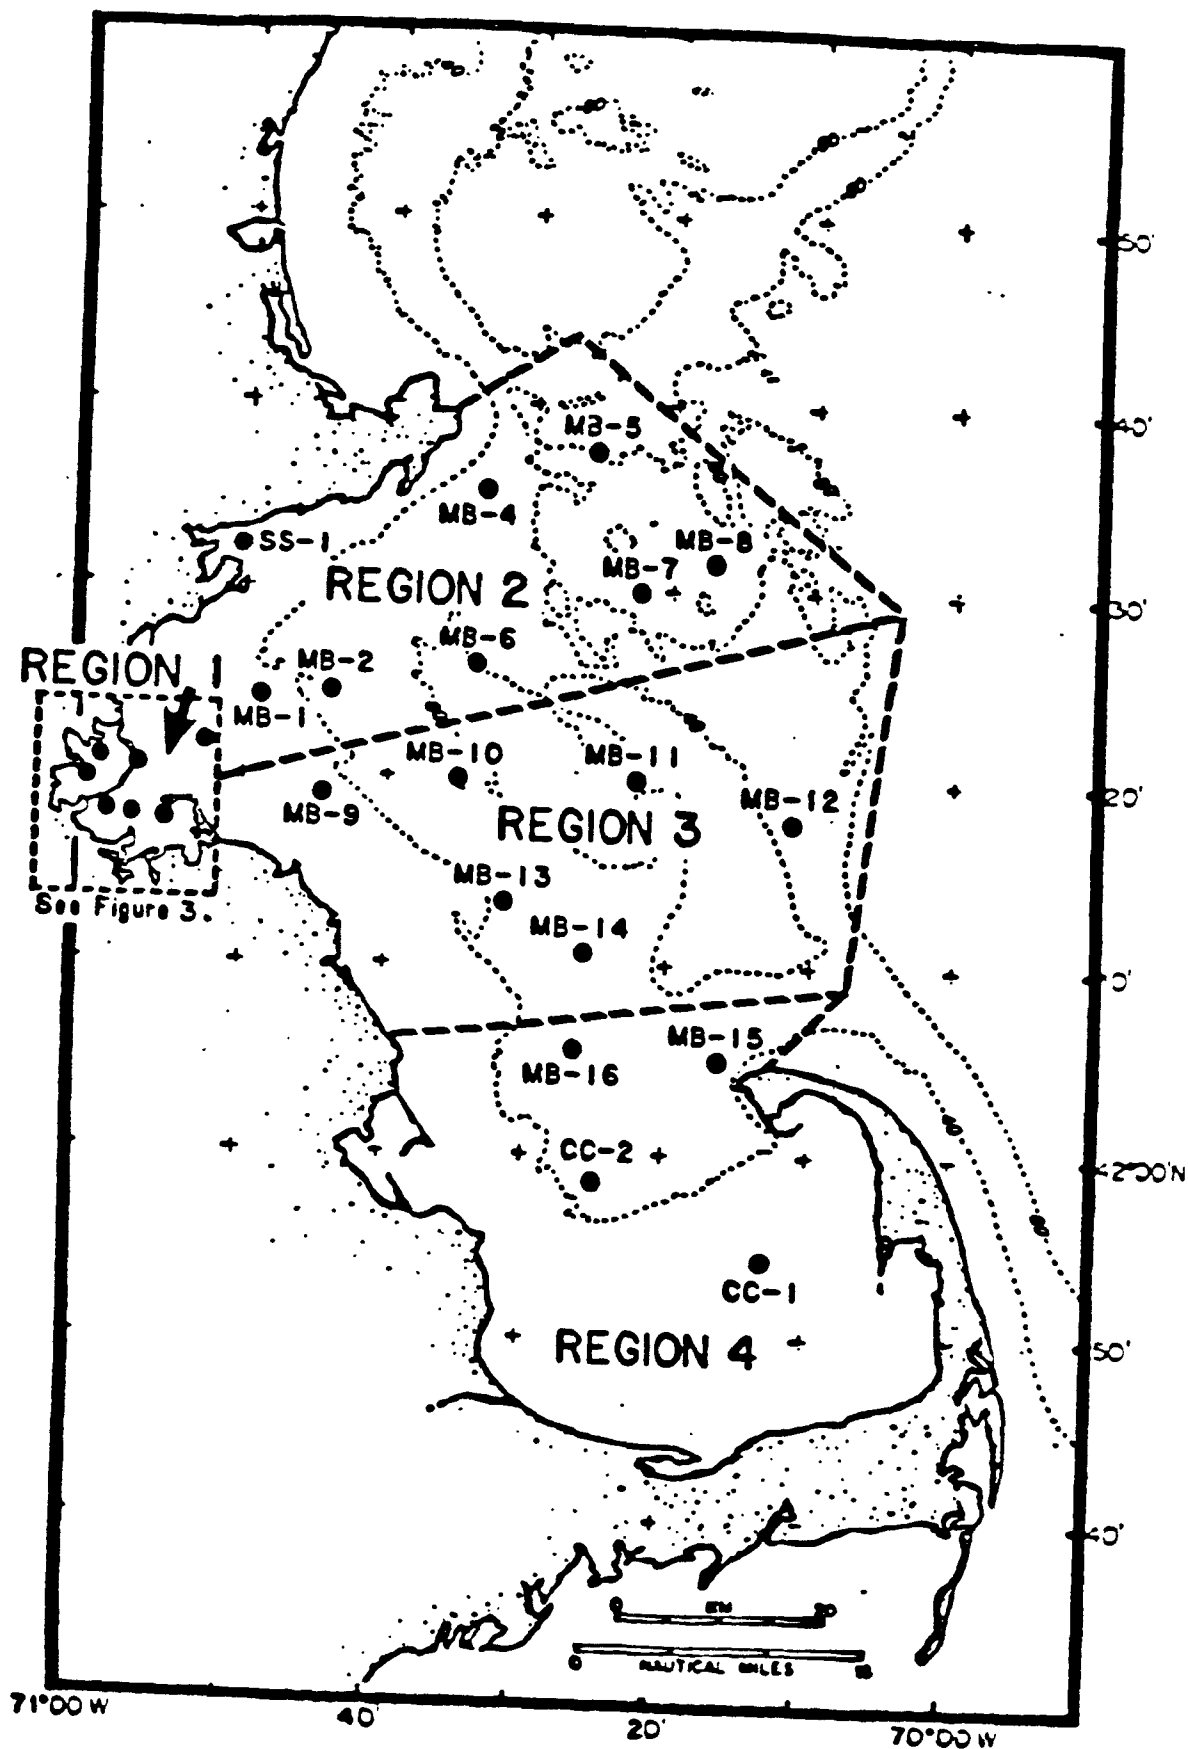 50'
MB-5
40'
MB-4
SS-1
MB-8
MB-7
REGION 2
30'
MB-6
REGION 1
MB-2
MB-1
MB-10
MB-11
MB-12
20'
MB-9
REGION 3
MB-13
See Figure 3.
MB-14
MB-15
MB-16
CC-2
42°00'N
CC-1
REGION 4
50'
40'
0 KM 20
NAUTICAL MILES
0
71°00'W
40'
20'
70°00'W